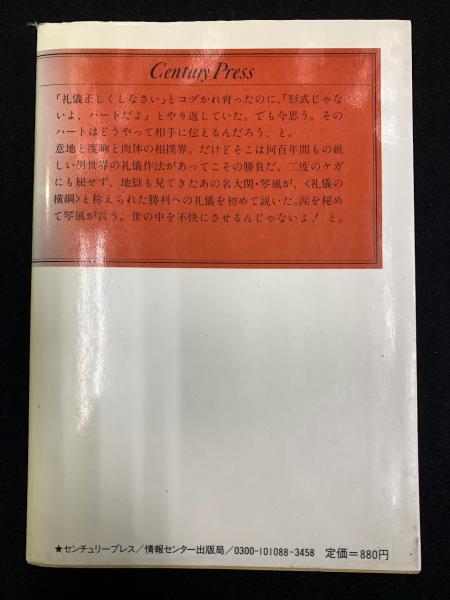 Century Press
「礼儀正しくしなさい」とコヅかれ育ったのに、「形式じゃな
いよ、ハートだよ」とやり返していた。でも今思う。その
ハートはどうやって相手に伝えるんだろう、と。
意地と度胸と肉体の相撲界。だけどそこは何百年間もの厳
しい男世界の礼儀作法があってこその勝負だ。二度のケガ
にも屈せず、地獄も見てきたあの名大関・琴風が、〈礼儀の
横綱〉と称えられた勝利への礼儀を初めて説いた。涙を秘め
て琴風が言う。世の中を不快にさせるんじゃないよ! と。
★センチュリープレス/情報センター出版局/0300-101088-3458 定価=880円